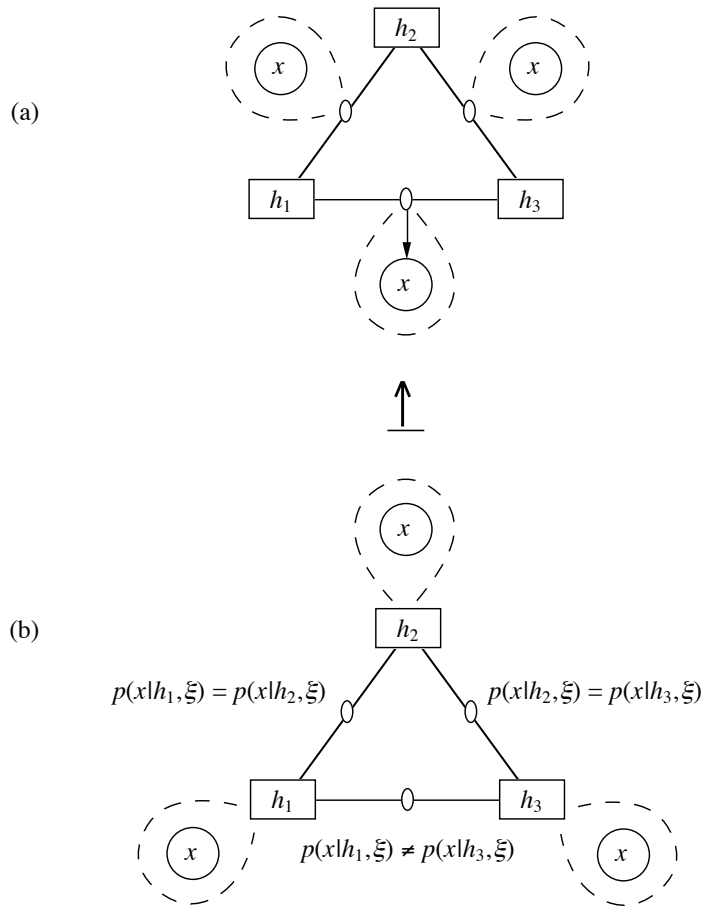 h₂
x x
(a)
h₁ h₃
x
x
(b)
h₂
p(x|h₁,ξ) = p(x|h₂,ξ) p(x|h₂,ξ) = p(x|h₃,ξ)
h₁ h₃
x p(x|h₁,ξ) ≠ p(x|h₃,ξ) x